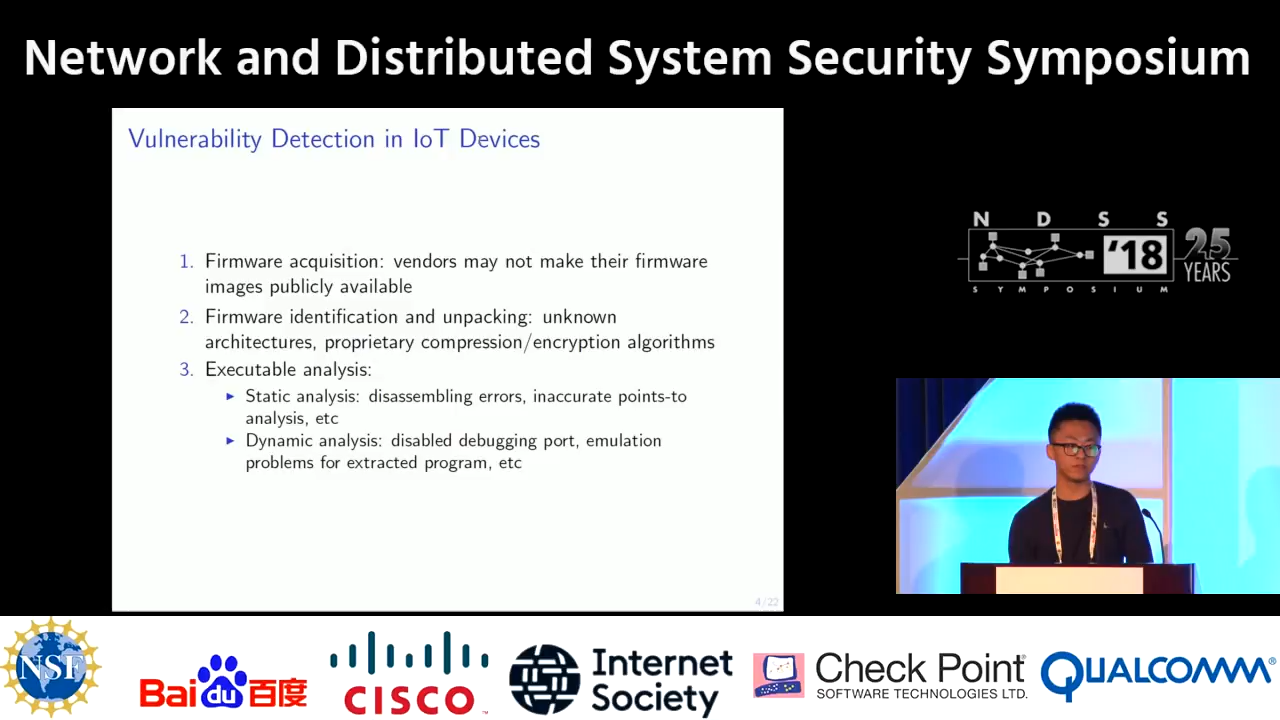 Network and Distributed System Security Symposium
Vulnerability Detection in IoT Devices
1. Firmware acquisition: vendors may not make their firmware
images publicly available
2. Firmware identification and unpacking: unknown
architectures, proprietary compression/encryption algorithms
3. Executable analysis:
▶ Static analysis: disassembling errors, inaccurate points-to
analysis, etc
▶ Dynamic analysis: disabled debugging port, emulation
problems for extracted program, etc
4/22
N D S S
'18
25
YEARS
SYMPOSIUM
NSF
Bai du 百度
CISCO™
Internet
Society
Check Point®
SOFTWARE TECHNOLOGIES LTD.
QUALCOMM®